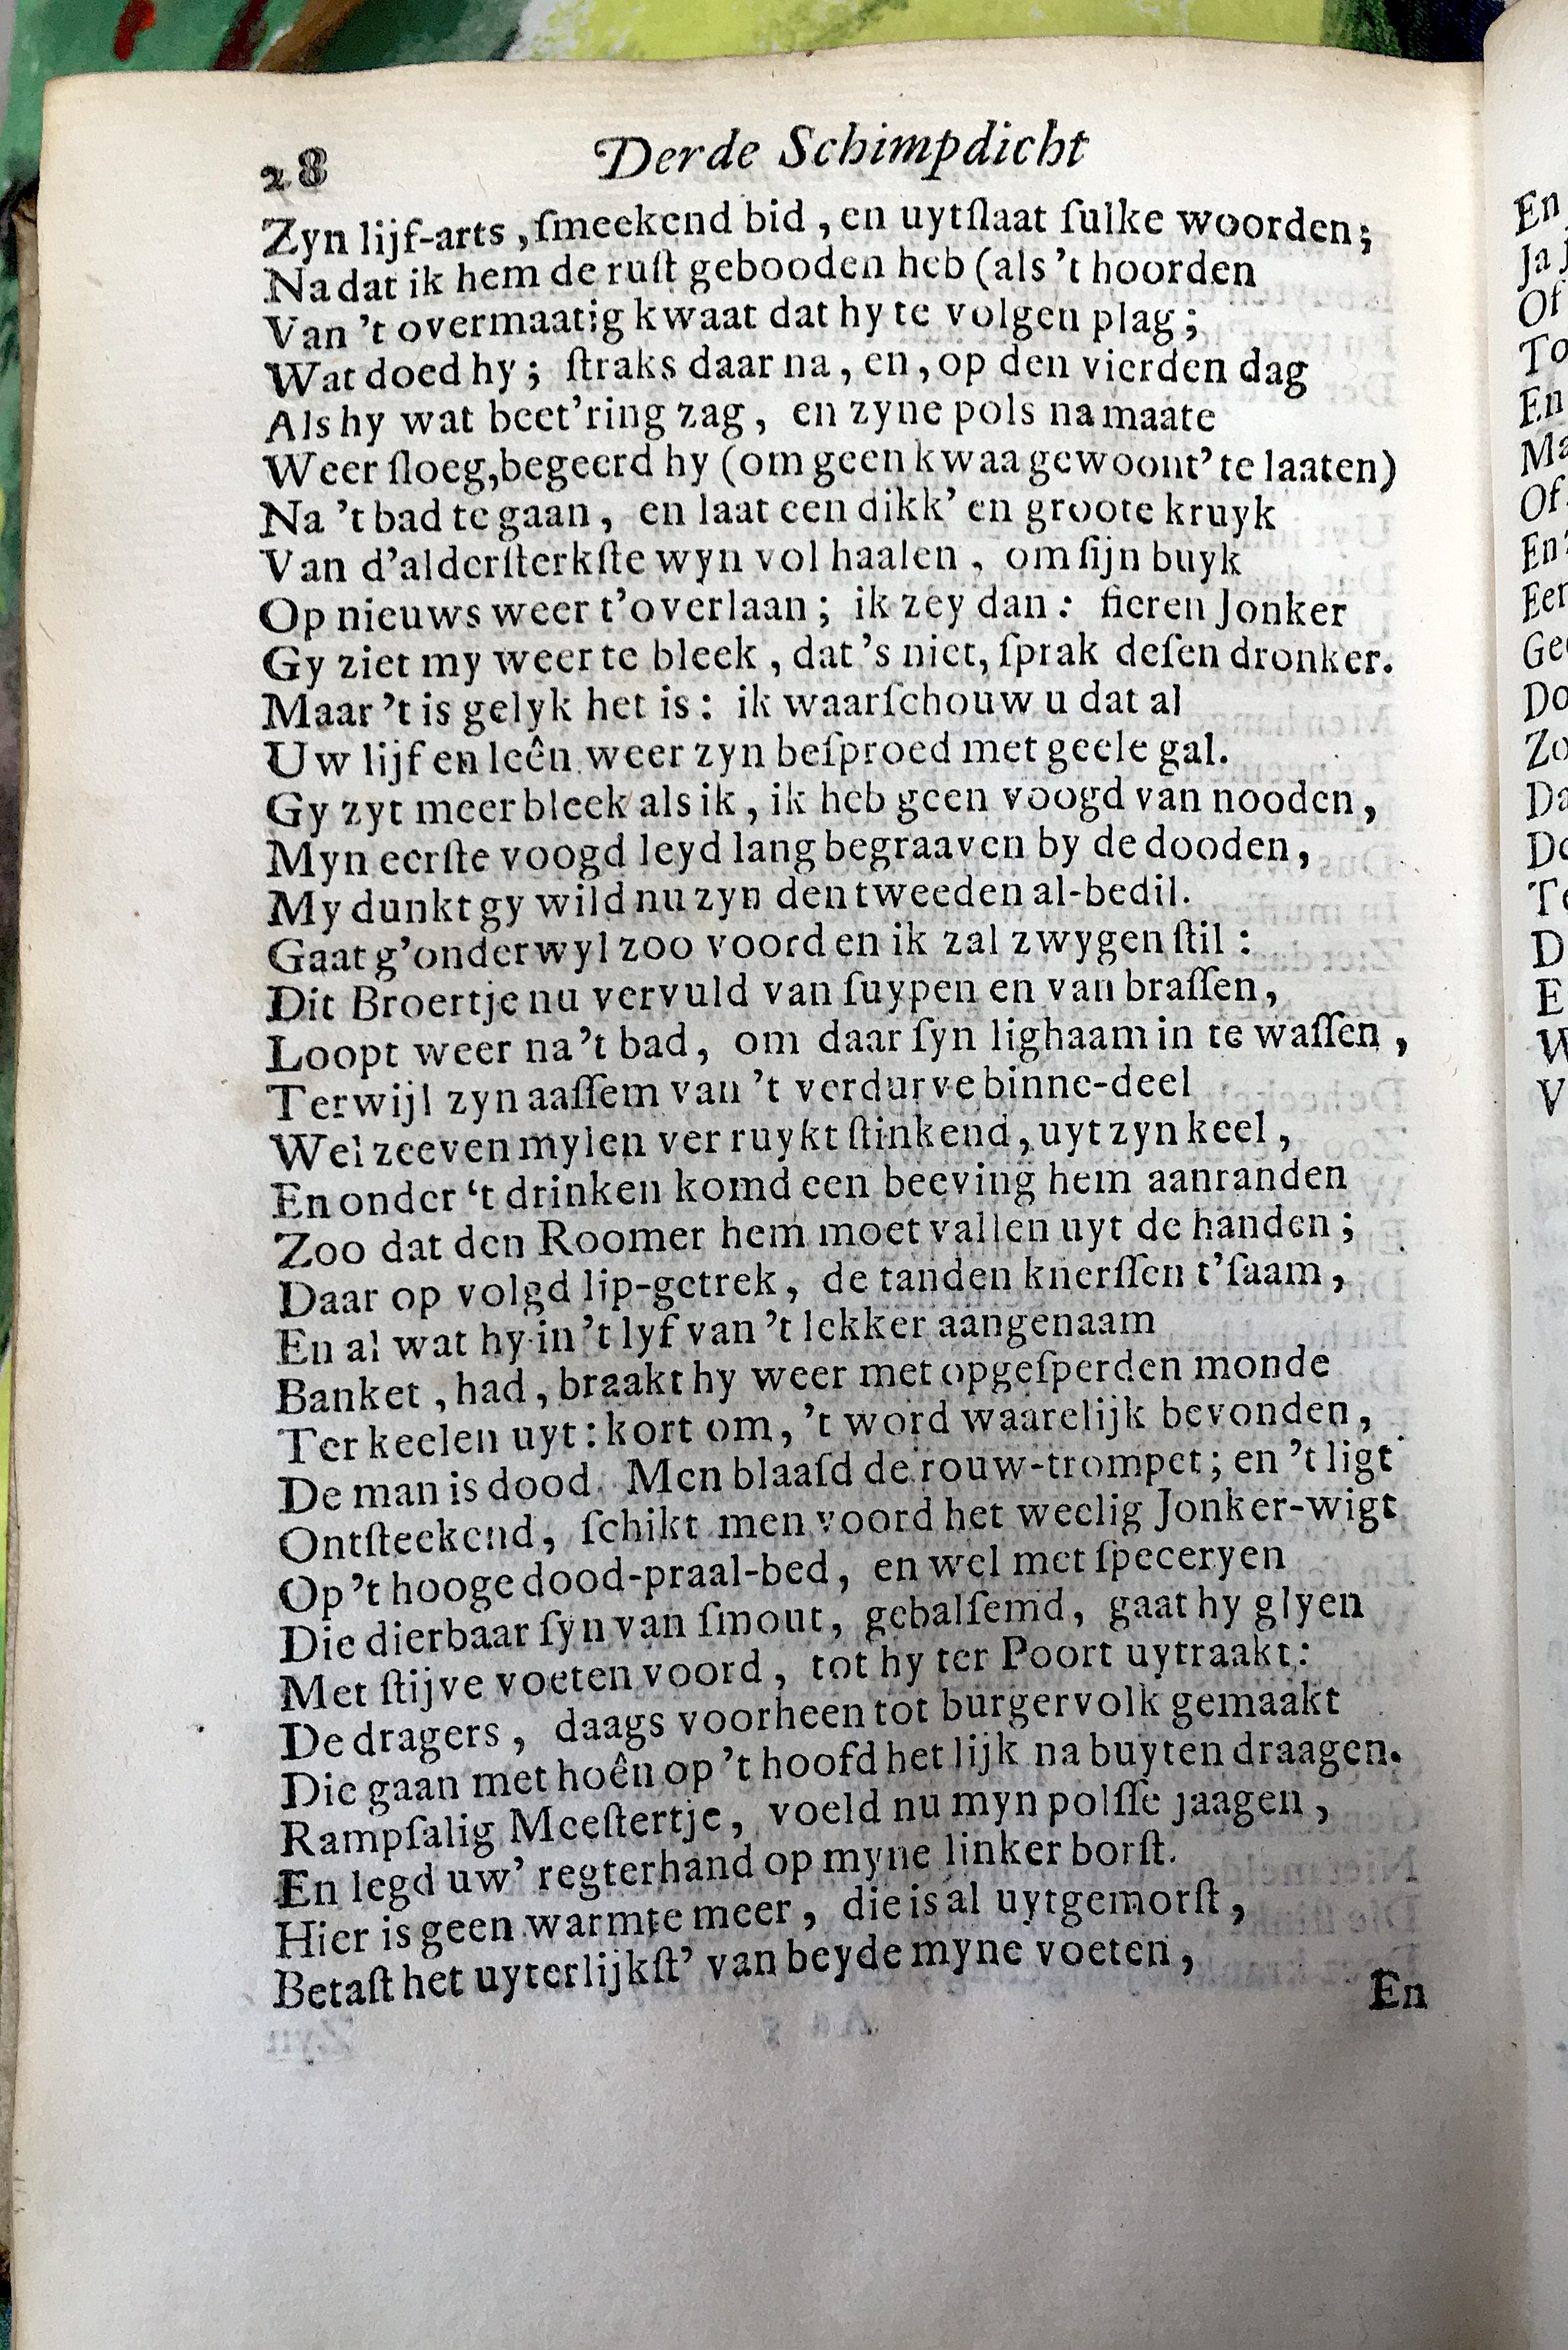 28 Derde Schimpdicht
Zyn lijf-arts, ſmeekend bid, en uytſlaat ſulke woorden;
Na dat ik hem de ruſt gebooden heb (als 't hoorden
Van 't overmaatig kwaat dat hy te volgen plag;
Wat doed hy; ſtraks daar na, en, op den vierden dag
Als hy wat beet'ring zag, en zyne pols na maate
Weer ſloeg, begeerd hy (om geen kwaa gewoont' te laaten)
Na 't bad te gaan, en laat een dikk' en groote kruyk
Van d'alderſterkſte wyn vol haalen, om ſijn buyk
Op nieuws weer t'overlaan; ik zey dan: fieren Jonker
Gy ziet my weer te bleek, dat 's niet, ſprak deſen dronker.
Maar 't is gelyk het is: ik waarſchouw u dat al
Uw lijf en leên weer zyn beſproed met geele gal.
Gy zyt meer bleek als ik, ik heb geen voogd van nooden,
Myn eerſte voogd leyd lang begraaven by de dooden,
My dunkt gy wild nu zyn den tweeden al-bedil.
Gaat g'onderwyl zoo voord en ik zal zwygen ſtil:
Dit Broertje nu vervuld van ſuypen en van braſſen,
Loopt weer na 't bad, om daar ſyn lighaam in te waſſen,
Terwijl zyn aaſſem van 't verdurve binne-deel
Wel zeeven mylen ver ruykt ſtinkend, uyt zyn keel,
En onder ‘t drinken komd een beeving hem aanranden
Zoo dat den Roomer hem moet vallen uyt de handen;
Daar op volgd lip-getrek, de tanden knerſſen t'ſaam,
En al wat hy in 't lyf van 't lekker aangenaam
Banket, had, braakt hy weer met opgeſperden monde
Ter keelen uyt: kort om, 't word waarelijk bevonden,
De man is dood. Men blaaſd de rouw-trompet; en 't ligt
Ontſteekend, ſchikt men voord het weelig Jonker-wigt
Op 't hooge dood-praal-bed, en wel met ſpeceryen
Die dierbaar ſyn van ſmout, gebalſemd, gaat hy glyen
Met ſtijve voeten voord, tot hy ter Poort uytraakt:
De dragers, daags voorheen tot burgervolk gemaakt
Die gaan met hoên op 't hoofd het lijk na buyten draagen.
Rampſalig Meeſtertje, voeld nu myn polſſe jaagen,
En legd uw' regterhand op myne linker borſt.
Hier is geen warmte meer, die is al uytgemorſt,
Betaſt het uyterlijkſt' van beyde myne voeten,
En
En
Ja
Of
To
En
Ma
Of
En
Een
Ge
Do
Zo
Da
De
Te
D
E
W
V